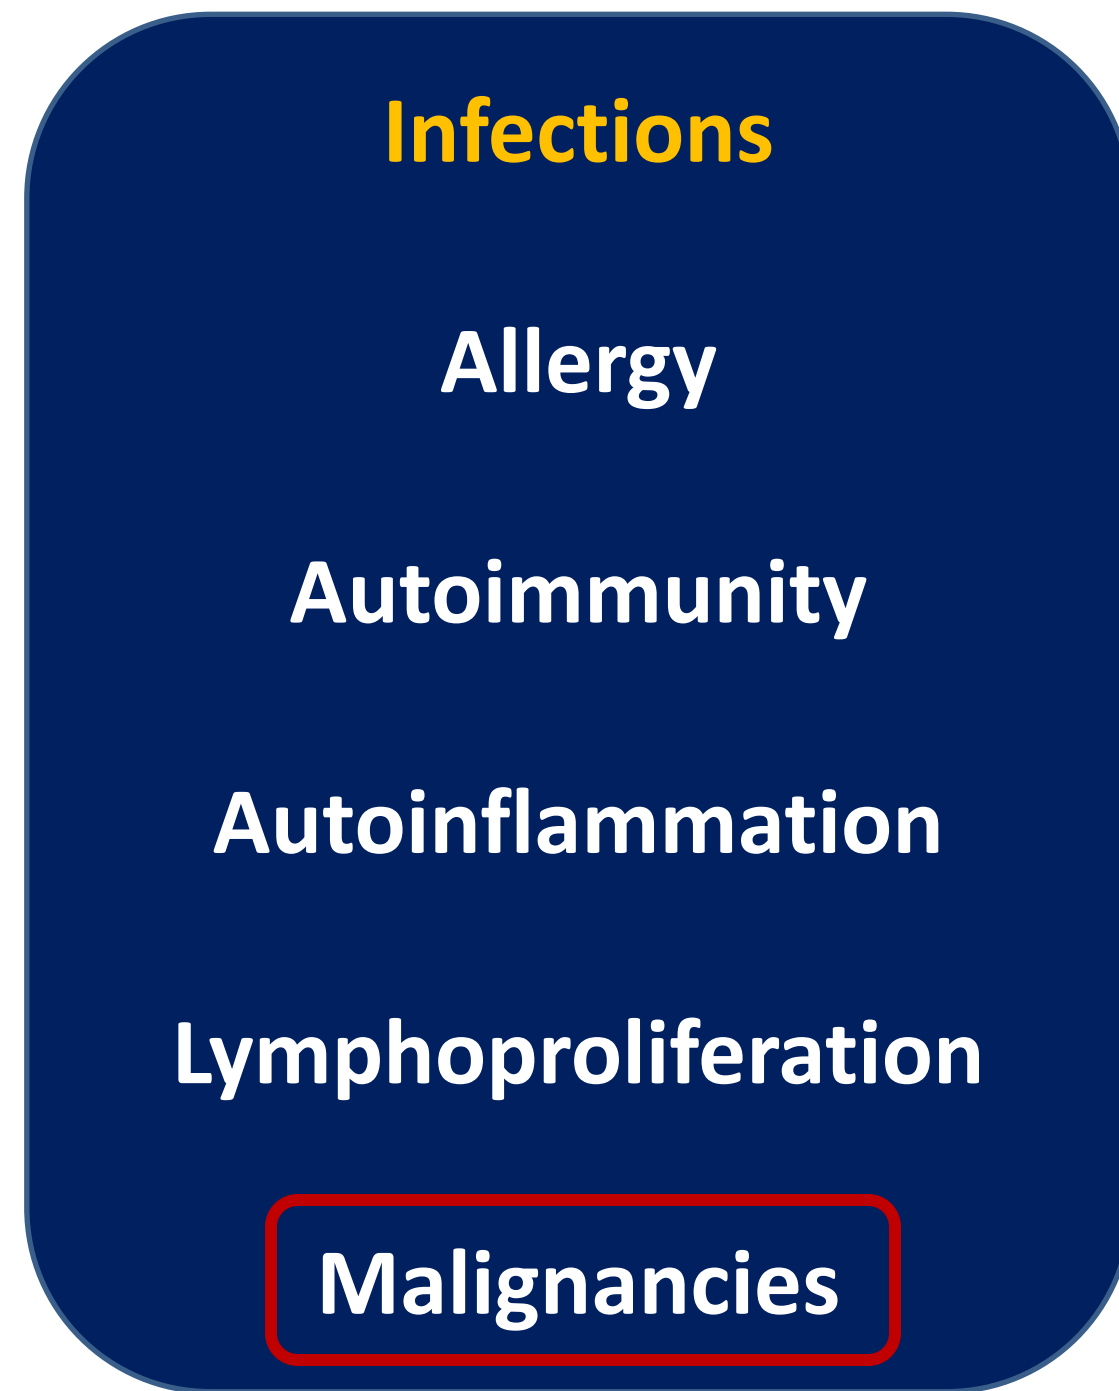 Infections
Allergy
Autoimmunity
Autoinflammation
Lymphoproliferation
Malignancies